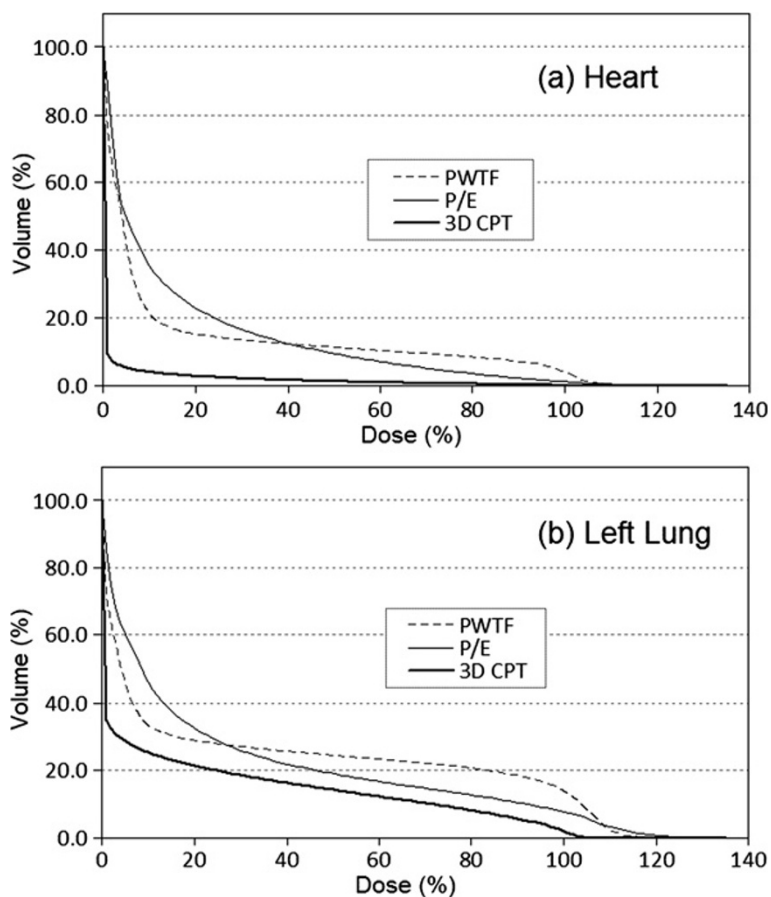 (a) Heart
100.0
80.0
60.0
40.0
20.0
0.0
Volume (%)
PWTF
P/E
3D CPT
0 20 40 60 80 100 120 140
Dose (%)
(b) Left Lung
100.0
80.0
60.0
40.0
20.0
0.0
Volume (%)
PWTF
P/E
3D CPT
0 20 40 60 80 100 120 140
Dose (%)